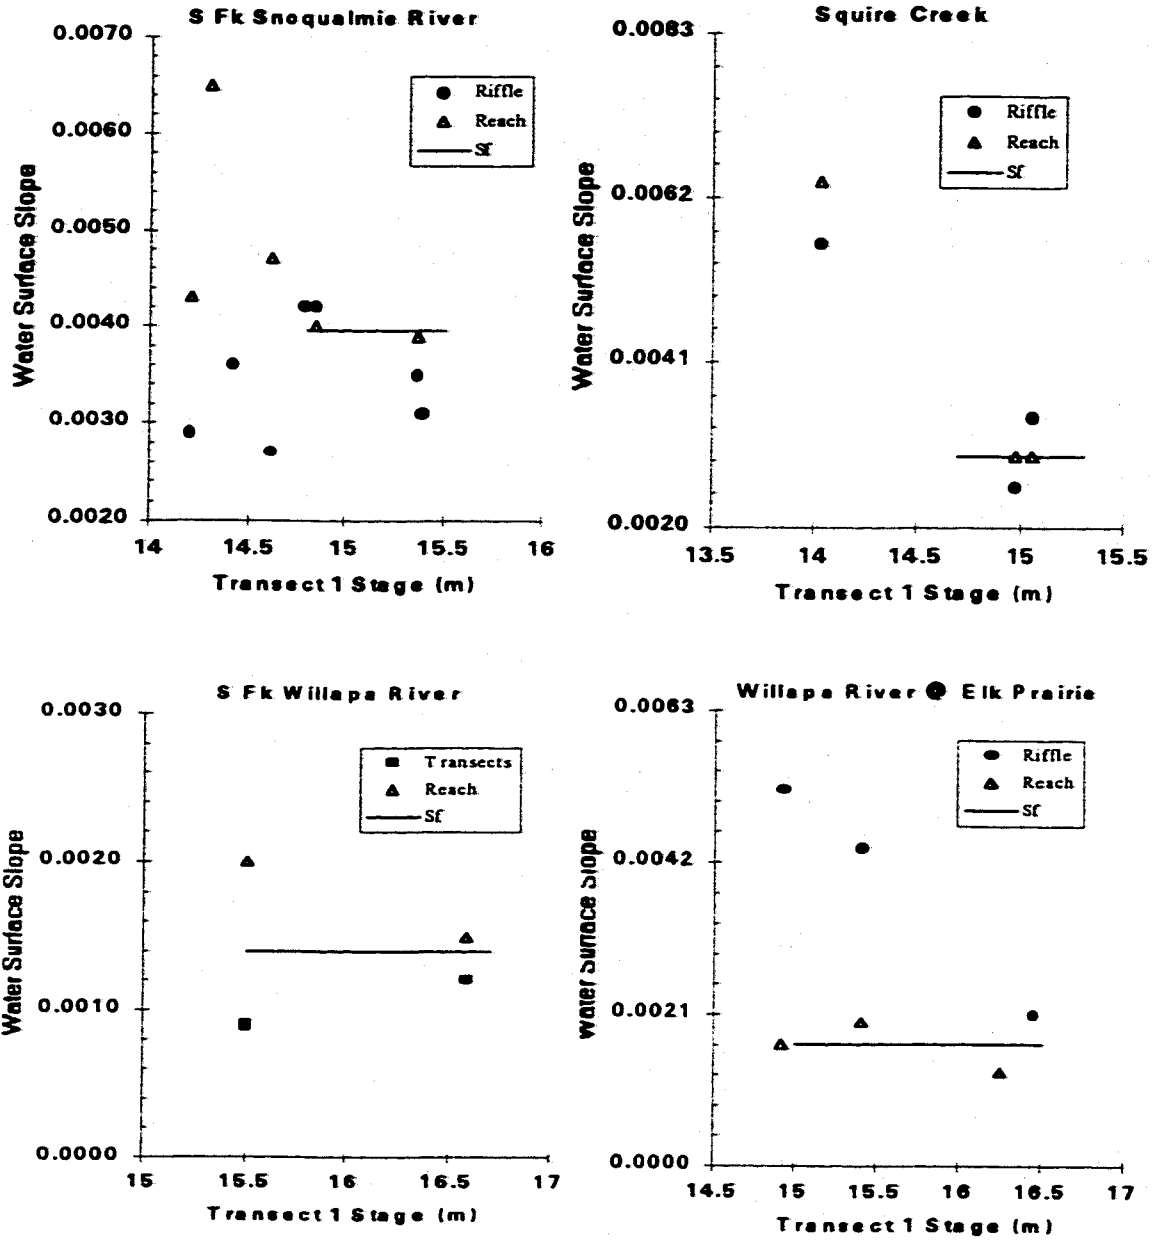 S Fk Snoqualmie River
0.0070
0.0060
0.0050
0.0040
0.0030
0.0020
Water Surface Slope
Riffle
Reach
Sf
14 14.5 15 15.5 16
Transect 1 Stage (m)
Squire Creek
0.0083
0.0062
0.0041
0.0020
Water Surface Slope
Riffle
Reach
Sf
13.5 14 14.5 15 15.5
Transect 1 Stage (m)
S Fk Willapa River
0.0030
0.0020
0.0010
0.0000
Water Surface Slope
Transects
Reach
Sf
15 15.5 16 16.5 17
Transect 1 Stage (m)
Willapa River @ Elk Prairie
0.0063
0.0042
0.0021
0.0000
Water Surface Slope
Riffle
Reach
Sf
14.5 15 15.5 16 16.5 17
Transect 1 Stage (m)